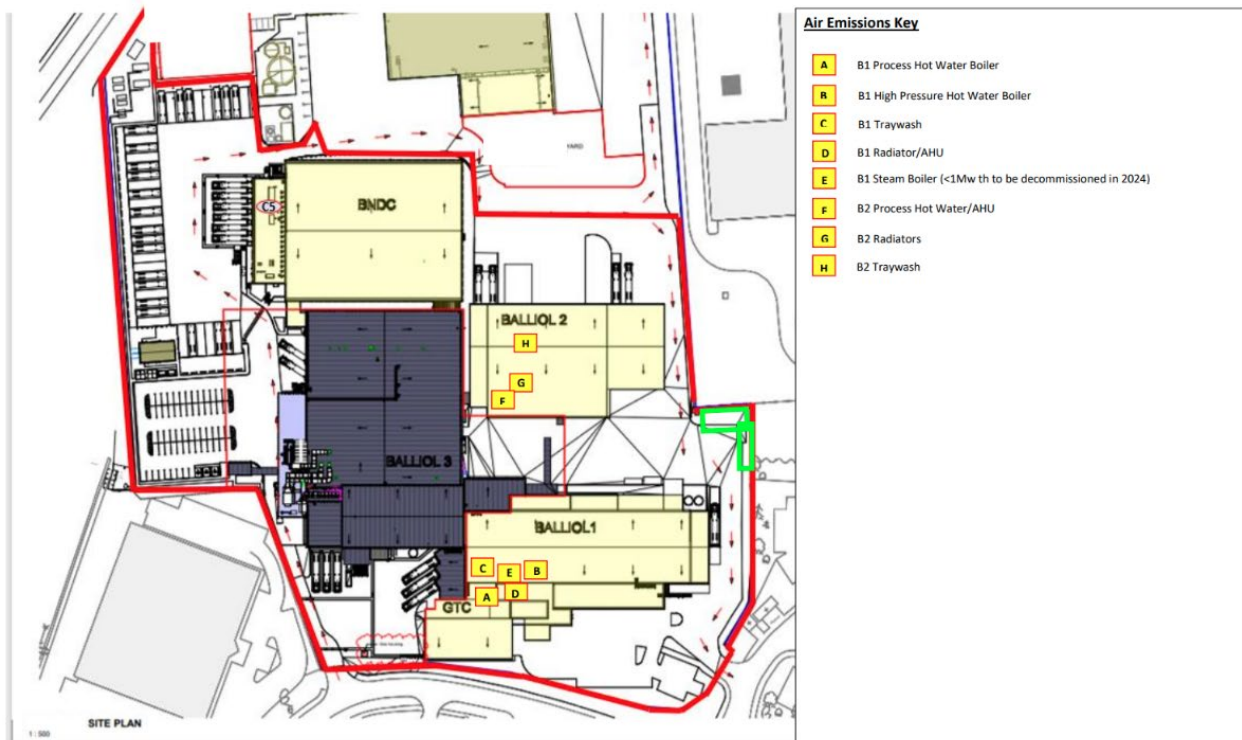 Air Emissions Key
A B1 Process Hot Water Boiler
B B1 High Pressure Hot Water Boiler
C B1 Traywash
D B1 Radiator/AHU
E B1 Steam Boiler (<1Mw th to be decommissioned in 2024)
F B2 Process Hot Water/AHU
G B2 Radiators
H B2 Traywash
YARD
BNDC
C5
BALLIOL 2
H
G
F
BALLIOL 3
BALLIOL1
C
E
B
A
D
GTC
SITE PLAN
1 : 500